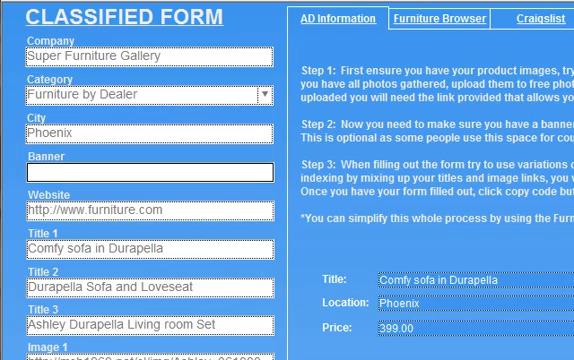 CLASSIFIED FORM
Company
Super Furniture Gallery
Category
Furniture by Dealer
City
Phoenix
Banner
Website
http://www.furniture.com
Title 1
Comfy sofa in Durapella
Title 2
Durapella Sofa and Loveseat
Title 3
Ashley Durapella Living room Set
Image 1
AD Information
Furniture Browser
Craigslist
Step 1: First ensure you have your product images, try
you have all photos gathered, upload them to free phot
uploaded you will need the link provided that allows yo
Step 2: Now you need to make sure you have a banne
This is optional as some people use this space for cou
Step 3: When filling out the form try to use variations o
indexing by mixing up your titles and image links, you w
Once you have your form filled out, click copy code but
*You can simplify this whole process by using the Furn
Title: Comfy sofa in Durapella
Location: Phoenix
Price: 399.00